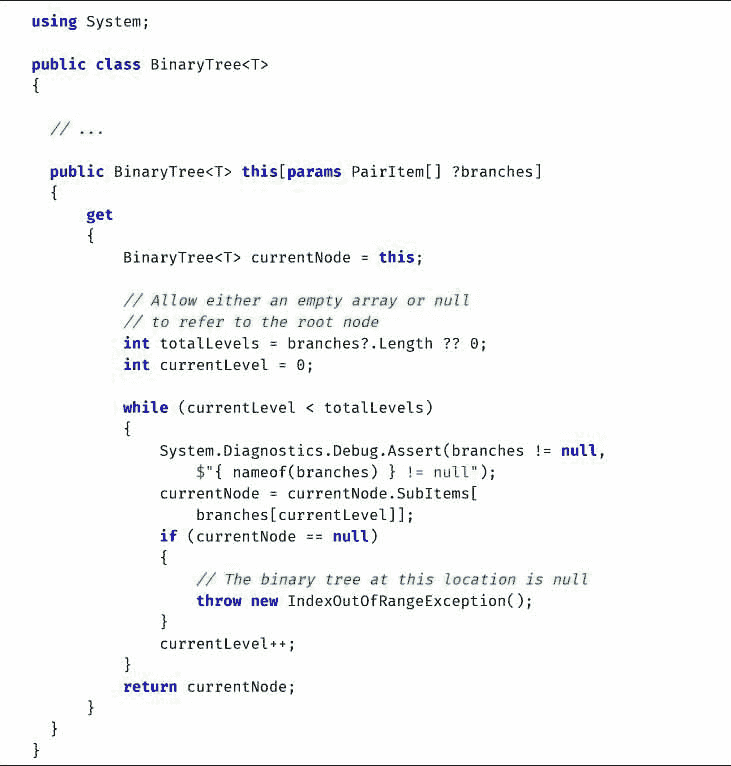 using System;
public class BinaryTree<T>
{
// ...
public BinaryTree<T> this[params PairItem[] ?branches]
{
get
{
BinaryTree<T> currentNode = this;
// Allow either an empty array or null
// to refer to the root node
int totalLevels = branches?.Length ?? 0;
int currentLevel = 0;
while (currentLevel < totalLevels)
{
System.Diagnostics.Debug.Assert(branches != null,
$"{ nameof(branches) } != null");
currentNode = currentNode.SubItems[
branches[currentLevel]];
if (currentNode == null)
{
// The binary tree at this location is null
throw new IndexOutOfRangeException();
}
currentLevel++;
}
return currentNode;
}
}
}